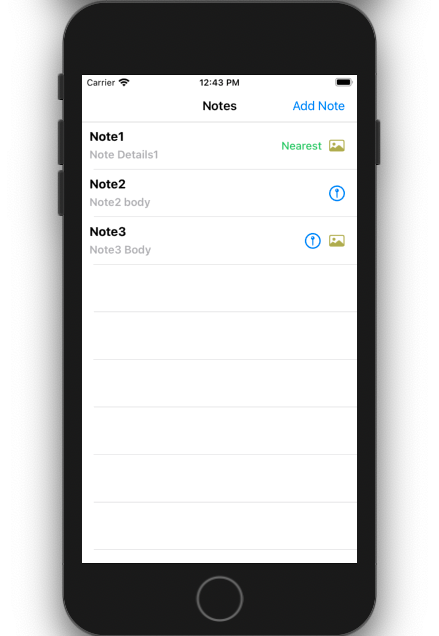 Carrier 12:43 PM
Notes Add Note
Note1
Note Details1
Nearest
Note2
Note2 body
Note3
Note3 Body